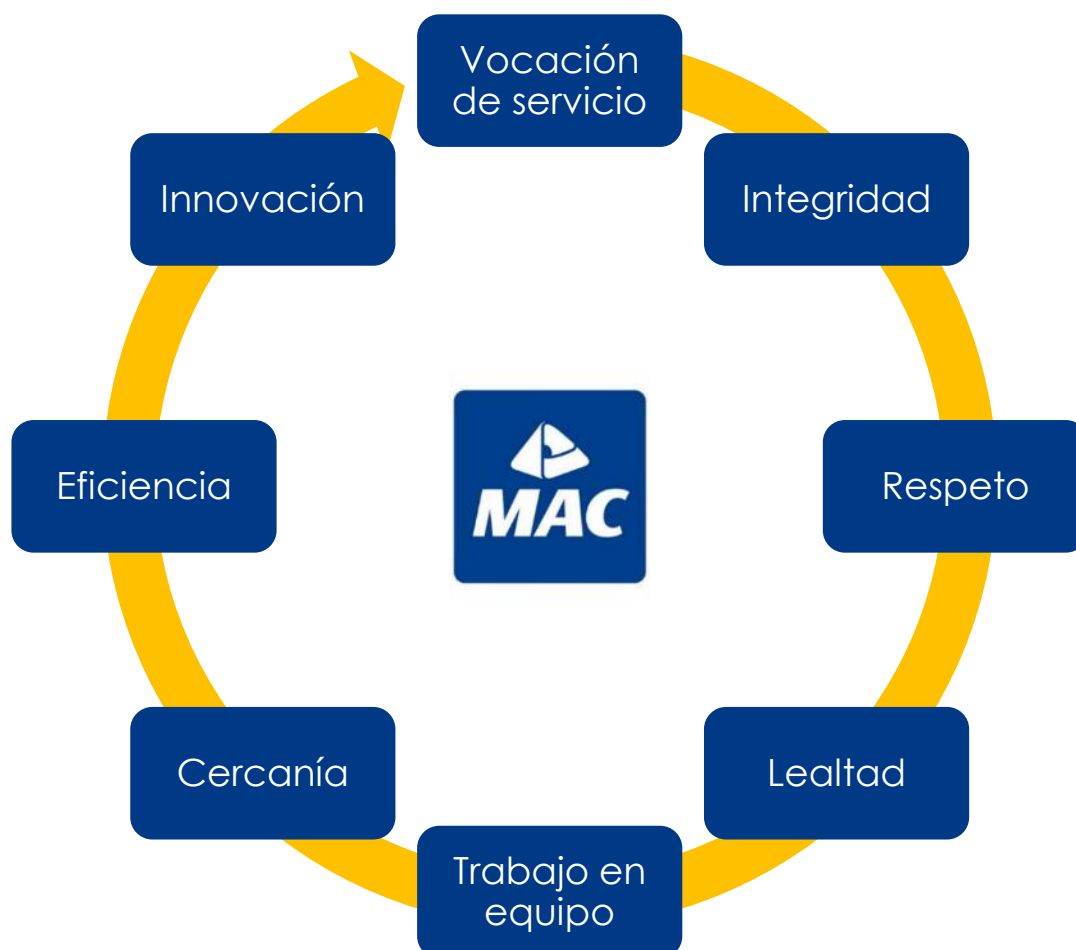 Vocación
de servicio
Integridad
Respeto
Lealtad
Trabajo en
equipo
Cercanía
Eficiencia
Innovación
MAC